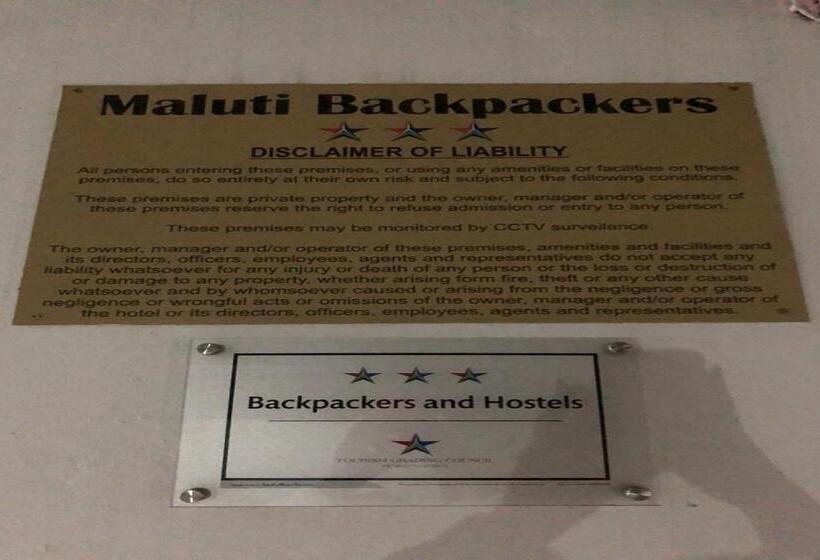 Maluti Backpackers
DISCLAIMER OF LIABILITY
All persons entering these premises, or using any amenities or facilities on these
premises, do so entirely at their own risk and subject to the following conditions.
These premises are private property and the owner, manager and/or operator of
these premises reserve the right to refuse admission or entry to any person.
These premises may be monitored by CCTV surveilance.
The owner, manager and/or operator of these premises, amenities and facilities and
its directors, officers, employees, agents and representatives do not accept any
liability whatsoever for any injury or death of any person or the loss or destruction of
or damage to any property, whether arising form fire, theft or any other cause
whatsoever and by whomsoever caused or arising from the negligence or gross
negligence or wrongful acts or omissions of the owner, manager and/or operator of
the hotel or its directors, officers, employees, agents and representatives.
Backpackers and Hostels
TOURISM GRADING COUNCIL